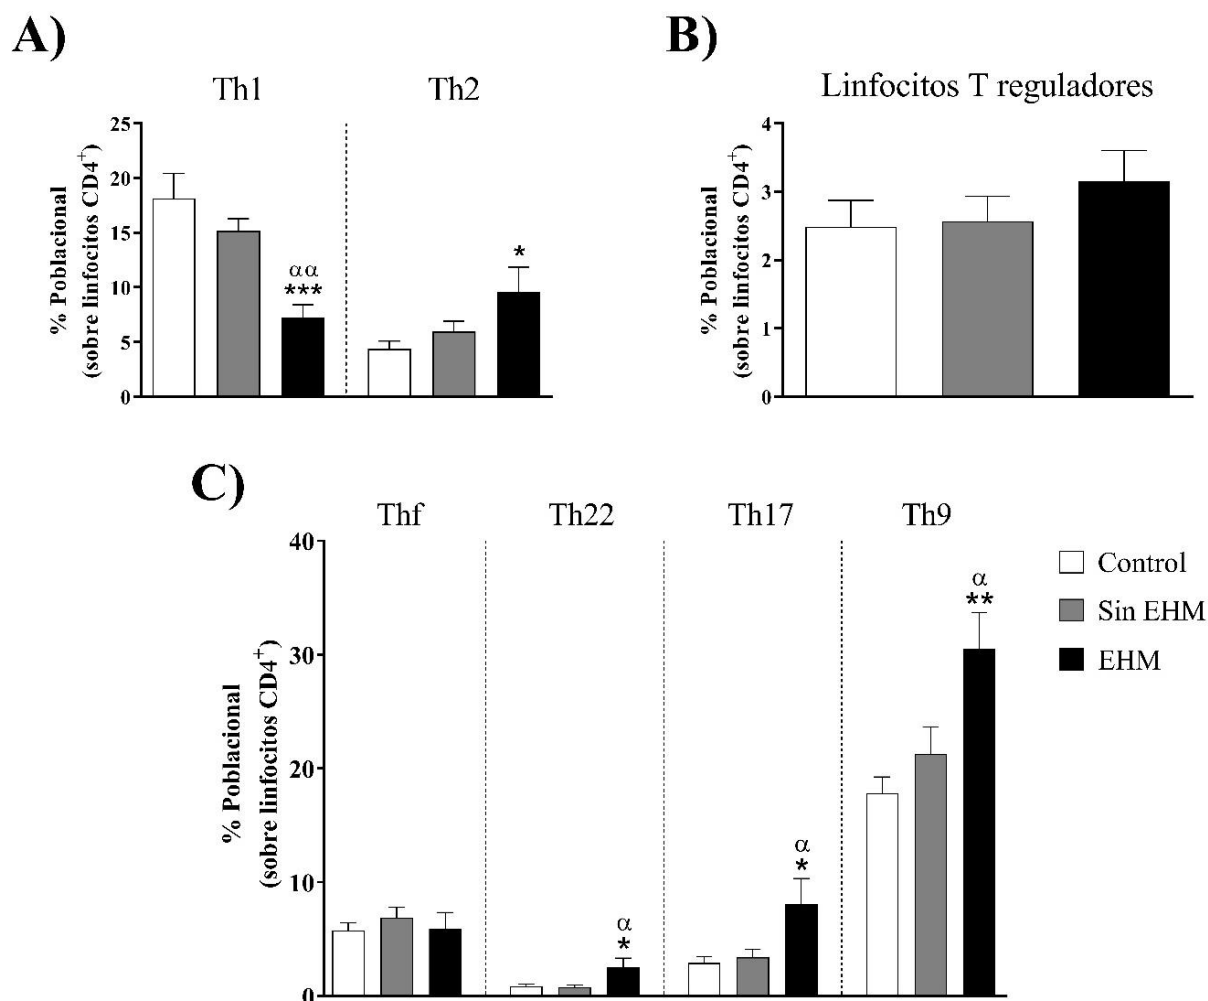 A)
Th1
Th2
% Poblacional
(sobre linfocitos CD4⁺)
25
20
15
10
5
0
αα
***
*
B)
Linfocitos T reguladores
% Poblacional
(sobre linfocitos CD4⁺)
4
3
2
1
0
C)
Thf
Th22
Th17
Th9
% Poblacional
(sobre linfocitos CD4⁺)
40
30
20
10
0
α
*
α
*
α
**
Control
Sin EHM
EHM